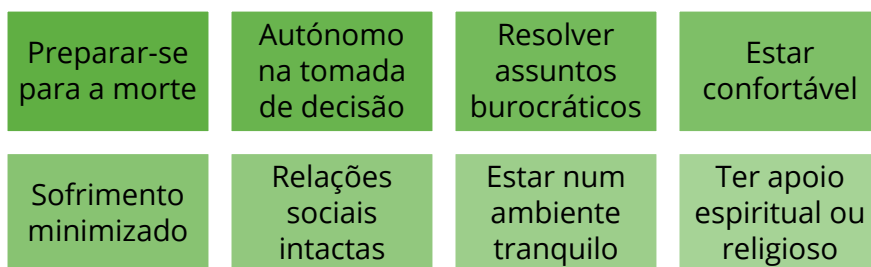 Preparar-se
para a morte
Autónomo
na tomada
de decisão
Resolver
assuntos
burocráticos
Estar
confortável
Sofrimento
minimizado
Relações
sociais
intactas
Estar num
ambiente
tranquilo
Ter apoio
espiritual ou
religioso